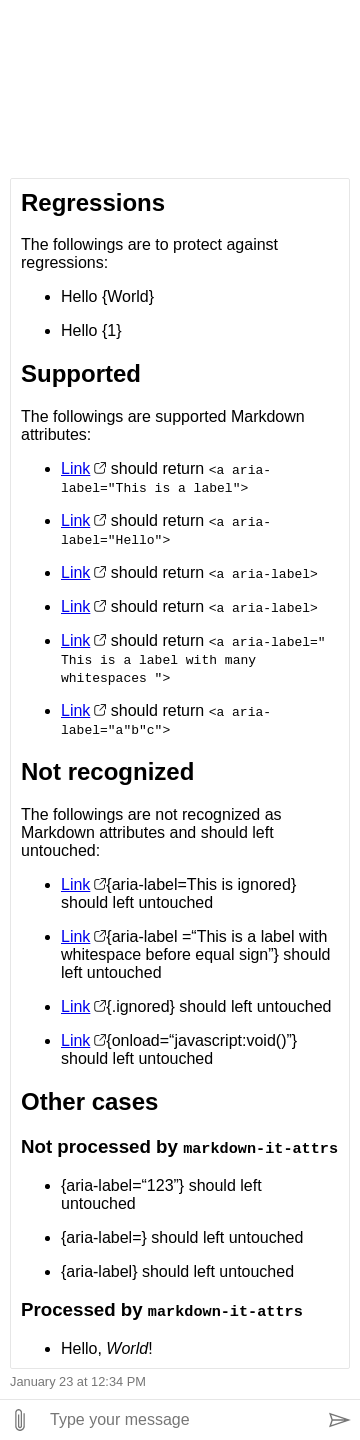 Regressions
The followings are to protect against
regressions:
Hello {World}
Hello {1}
Supported
The followings are supported Markdown
attributes:
Link should return <a aria-
label="This is a label">
Link should return <a aria-
label="Hello">
Link should return <a aria-label>
Link should return <a aria-label>
Link should return <a aria-label="
This is a label with many
whitespaces ">
Link should return <a aria-
label="a"b"c">
Not recognized
The followings are not recognized as
Markdown attributes and should left
untouched:
Link{aria-label=This is ignored}
should left untouched
Link{aria-label =“This is a label with
whitespace before equal sign”} should
left untouched
Link{.ignored} should left untouched
Link{onload=“javascript:void()”}
should left untouched
Other cases
Not processed by markdown-it-attrs
{aria-label=“123”} should left
untouched
{aria-label=} should left untouched
{aria-label} should left untouched
Processed by markdown-it-attrs
Hello, World!
January 23 at 12:34 PM
Type your message